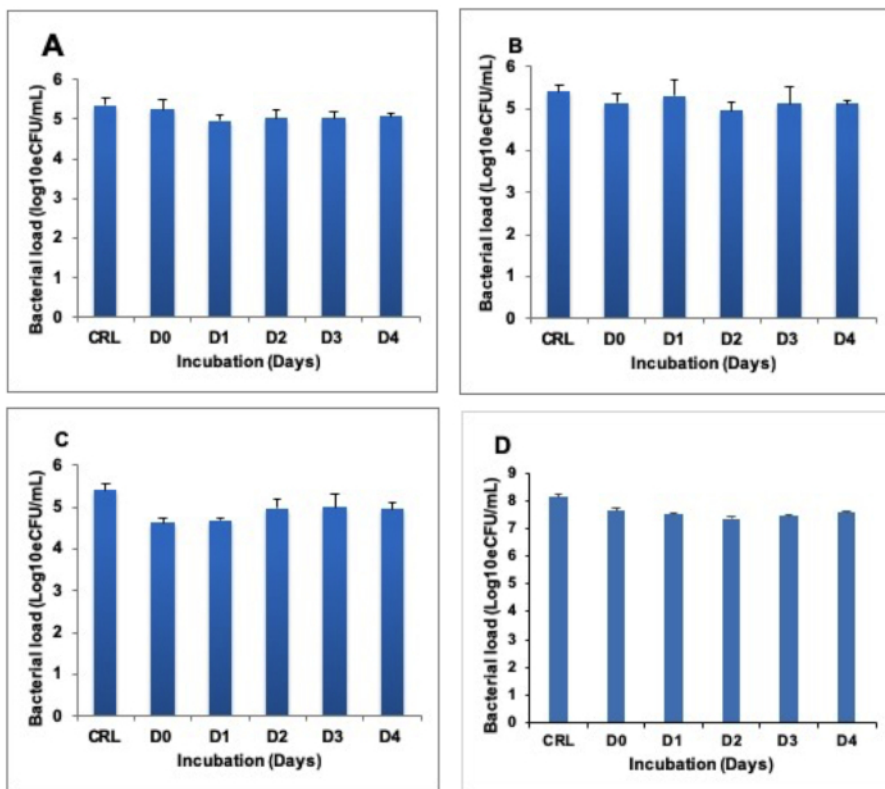 A
Bacterial load (log10eCFU/mL)
6
5
4
3
2
1
0
CRL D0 D1 D2 D3 D4
Incubation (Days)
B
Bacterial load (Log10eCFU/mL)
6
5
4
3
2
1
0
CRL D0 D1 D2 D3 D4
Incubation (Days)
C
Bacterial load (Log10eCFU/mL)
6
5
4
3
2
1
0
CRL D0 D1 D2 D3 D4
Incubation (Days)
D
Bacterial load (Log10eCFU/mL)
9
8
7
6
5
4
3
2
1
0
CRL D0 D1 D2 D3 D4
Incubation (Days)